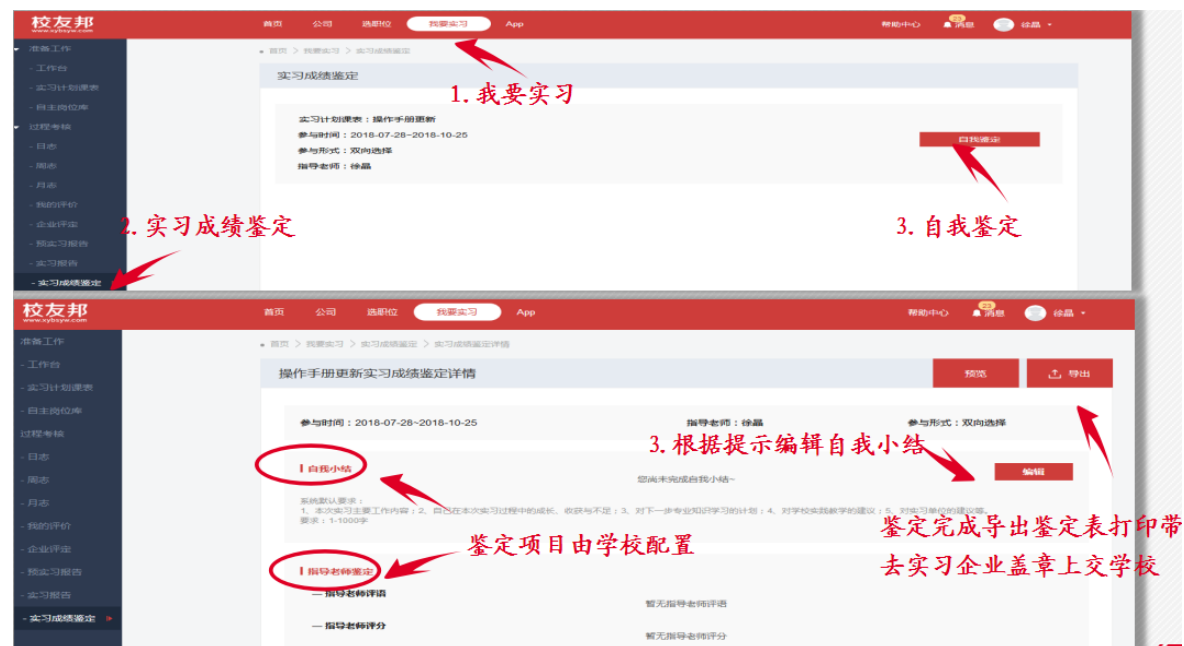 校友邦
www.xybsyw.com
首页 公司 选职位 我要实习 App 帮助中心 23 消息 徐晶
准备工作
- 工作台
- 实习计划课表
- 自主岗位库
过程考核
- 日志
- 周志
- 月志
- 我的评价
- 企业评定
- 预实习报告
- 实习报告
- 实习成绩鉴定
首页 > 我要实习 > 实习成绩鉴定
实习成绩鉴定
1.我要实习
实习计划课表：操作手册更新
参与时间：2018-07-28~2018-10-25
参与形式：双向选择
指导老师：徐晶
自我鉴定
2.实习成绩鉴定
3.自我鉴定
校友邦
www.xybsyw.com
首页 公司 选职位 我要实习 App 帮助中心 23 消息 徐晶
准备工作
- 工作台
- 实习计划课表
- 自主岗位库
过程考核
- 日志
- 周志
- 月志
- 我的评价
- 企业评定
- 预实习报告
- 实习报告
- 实习成绩鉴定 »
首页 > 我要实习 > 实习成绩鉴定 > 实习成绩鉴定详情
操作手册更新实习成绩鉴定详情
预览
导出
参与时间：2018-07-28~2018-10-25 指导老师：徐晶 参与形式：双向选择
3.根据提示编辑自我小结
自我小结
编辑
您尚未完成自我小结~
系统默认要求：
1、本次实习主要工作内容；2、自己在本次实习过程中的成长、收获与不足；3、对下一步专业知识学习的计划；4、对学校实践教学的建议；5、对实习单位的建议等。
要求：1-1000字
鉴定完成导出鉴定表打印带
去实习企业盖章上交学校
鉴定项目由学校配置
指导老师鉴定
— 指导老师评语
暂无指导老师评语
— 指导老师评分
暂无指导老师评分